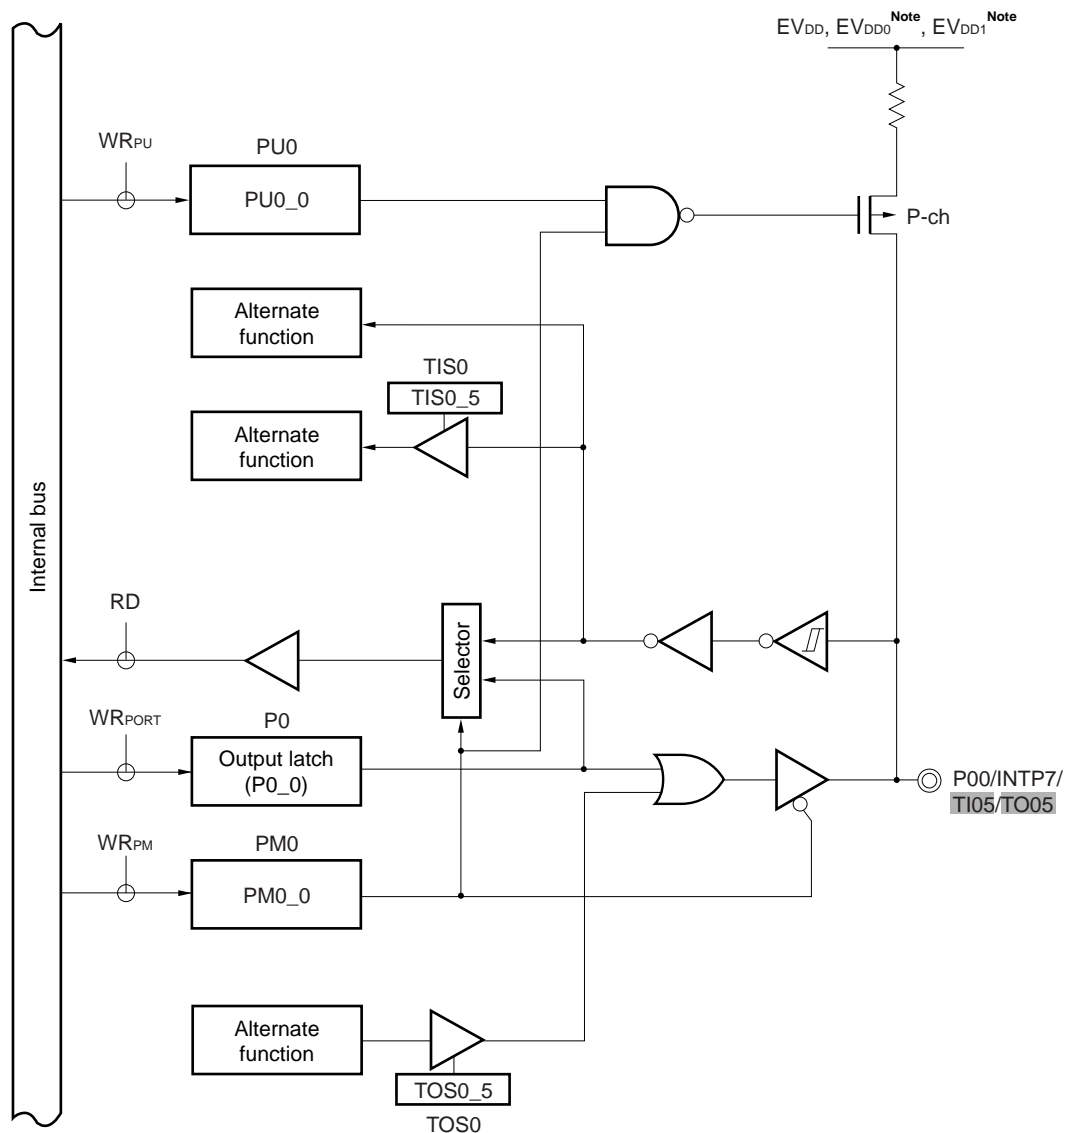 EVDD, EVDD0Note, EVDD1Note
WRPU
PU0
PU0_0
P-ch
Alternate
function
TIS0
TIS0_5
Alternate
function
Internal bus
RD
Selector
WRPORT
P0
Output latch
(P0_0)
P00/INTP7/
TI05/TO05
WRPM
PM0
PM0_0
Alternate
function
TOS0_5
TOS0